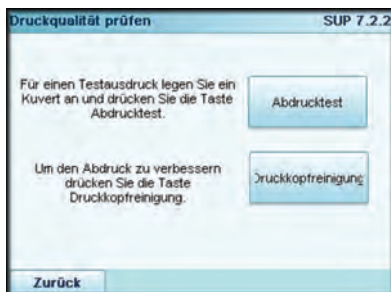 Druckqualität prüfen SUP 7.2.2
Für einen Testausdruck legen Sie ein
Kuvert an und drücken Sie die Taste
Abdrucktest.
Abdrucktest
Um den Abdruck zu verbessern
drücken Sie die Taste
Druckkopfreinigung.
Druckkopfreinigung
Zurück